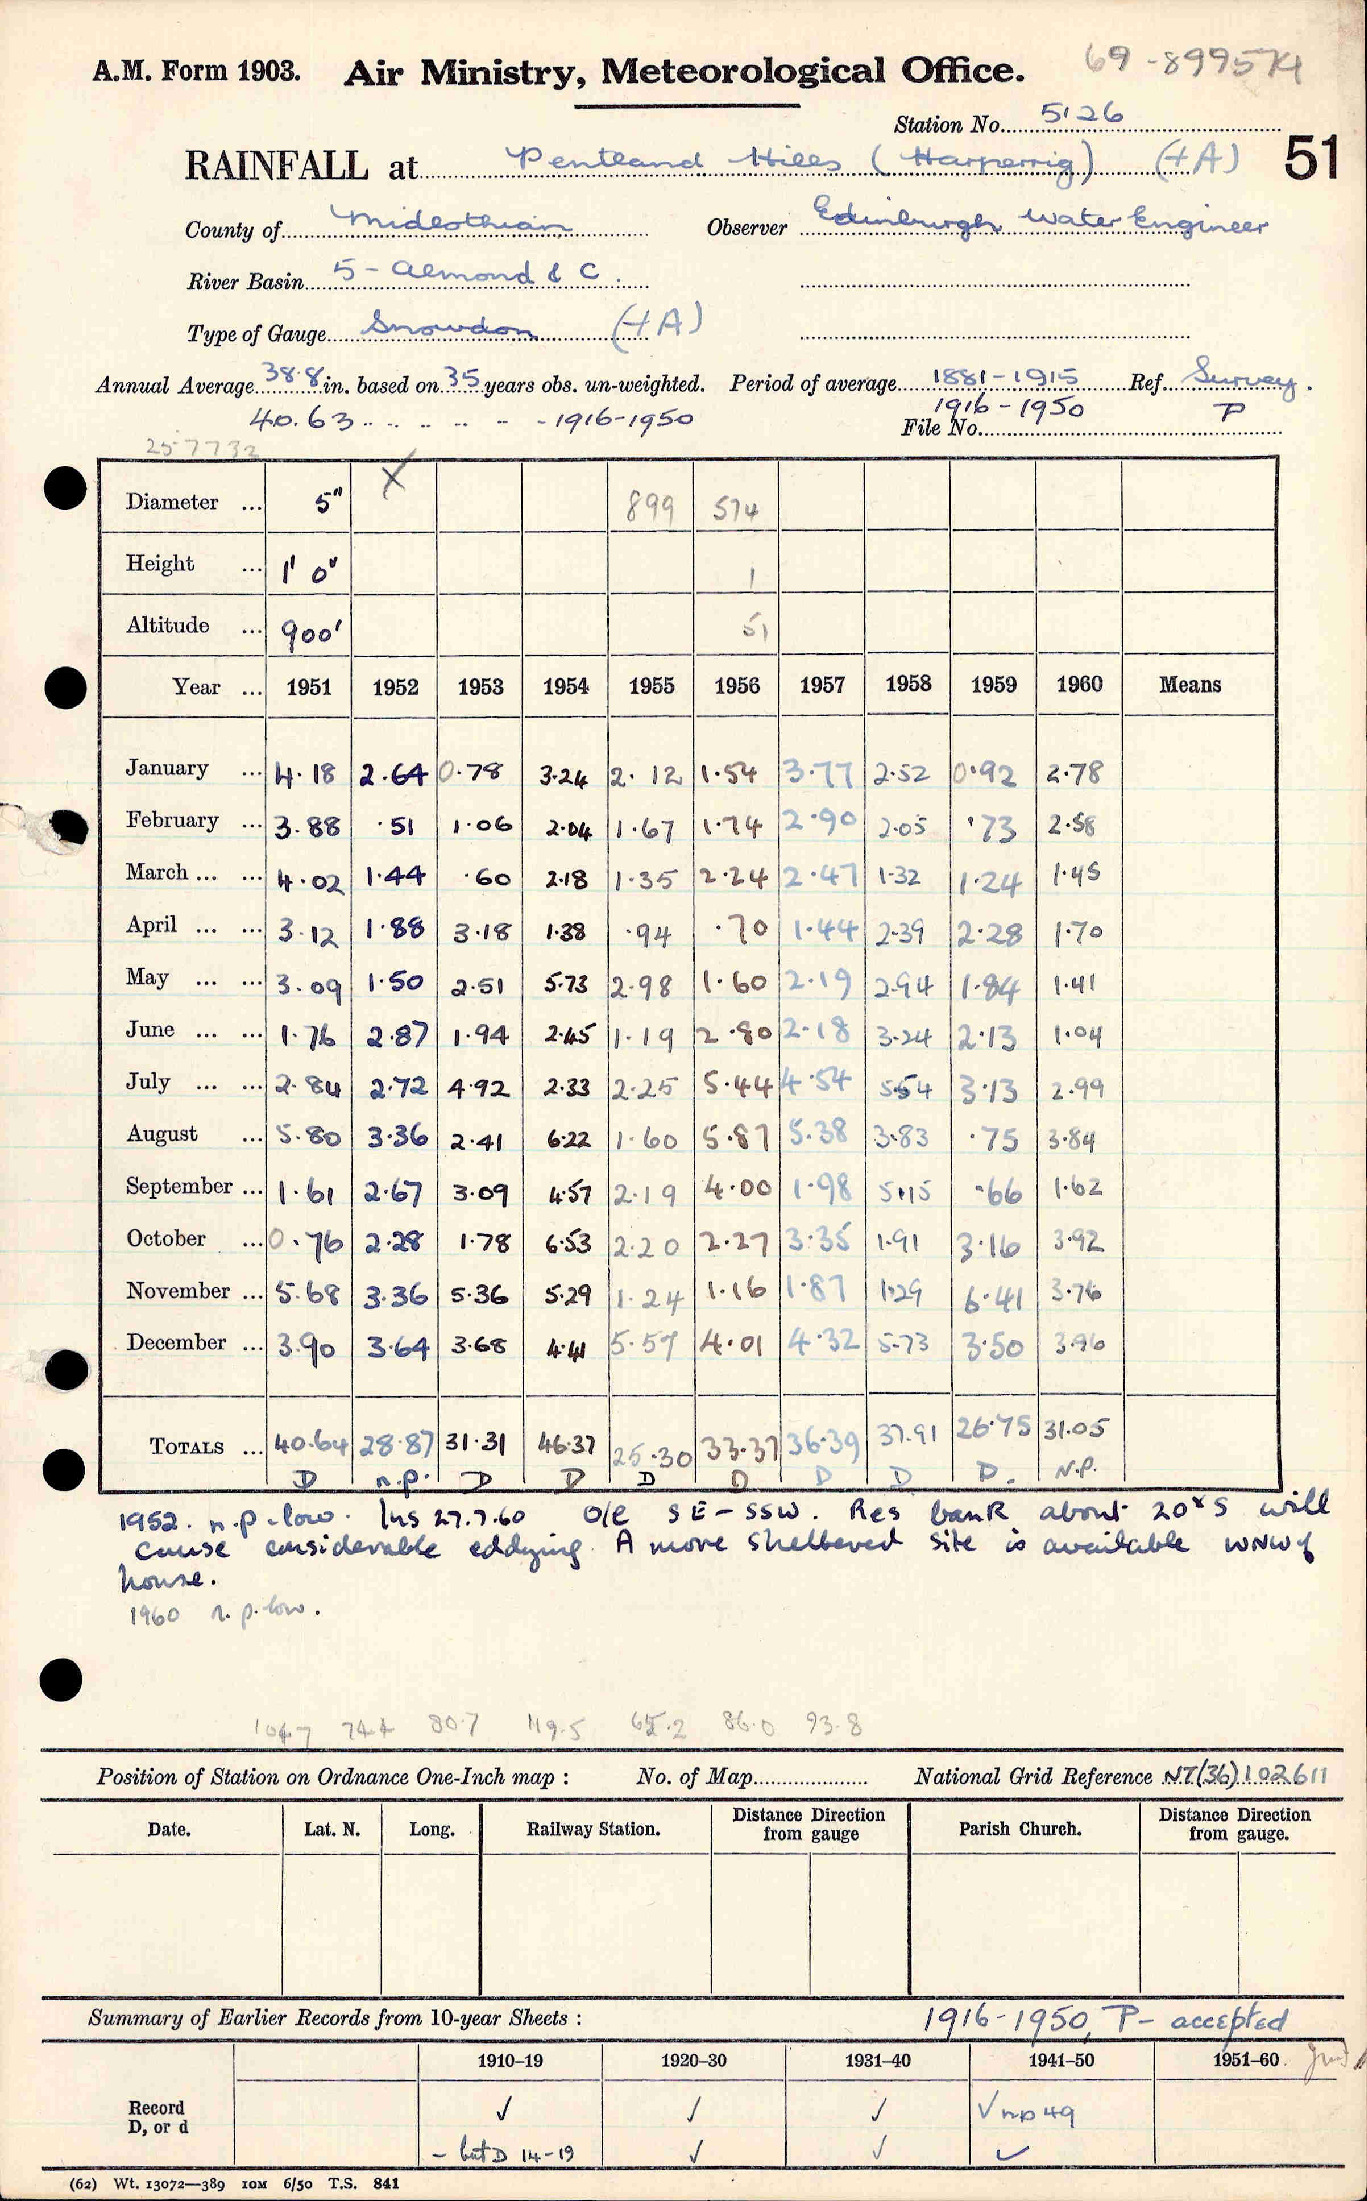 A.M. Form 1903. Air Ministry, Meteorological Office. 69-899574
Station No. 5126
RAINFALL at Pentland Hills (Harperrig) (+A) 51
County of Midlothian Observer Edinburgh Water Engineer
River Basin 5 - Almond & C.
Type of Gauge Snowdon (+A)
Annual Average 38.8 in. based on 35 years obs. un-weighted. Period of average 1881-1915 Ref. Survey.
40.63 .. .. .. .. - - 1916-1950 1916-1950 P
File No.
257732
Diameter ... 5" X 899 574
Height ... 1' 0" 1
Altitude ... 900' 51
Year ... 1951 1952 1953 1954 1955 1956 1957 1958 1959 1960 Means
January ... 4.18 2.64 0.78 3.24 2.12 1.54 3.77 2.52 0.92 2.78
February ... 3.88 .51 1.06 2.04 1.67 1.74 2.90 2.05 .73 2.58
March ... ... 4.02 1.44 .60 2.18 1.35 2.24 2.47 1.32 1.24 1.45
April ... ... 3.12 1.88 3.18 1.38 .94 .70 1.44 2.39 2.28 1.70
May ... ... 3.09 1.50 2.51 5.73 2.98 1.60 2.19 2.94 1.84 1.41
June ... ... 1.76 2.87 1.94 2.45 1.19 2.80 2.18 3.24 2.13 1.04
July ... ... 2.84 2.72 4.92 2.33 2.25 5.44 4.54 5.54 3.13 2.99
August ... 5.80 3.36 2.41 6.22 1.60 5.87 5.38 3.83 .75 3.84
September ... 1.61 2.67 3.09 4.57 2.19 4.00 1.98 5.15 .66 1.62
October ... 0.76 2.28 1.78 6.53 2.20 2.27 3.35 1.91 3.16 3.92
November ... 5.68 3.36 5.36 5.29 1.24 1.16 1.87 1.29 6.41 3.76
December ... 3.90 3.64 3.68 4.41 5.57 4.01 4.32 5.73 3.50 3.96
TOTALS ... 40.64 28.87 31.31 46.37 25.30 33.37 36.39 37.91 26.75 31.05
D n.p. D D D D D D D. N.P.
1952. n.p. low. Ins 27.7.60 O/E SE-SSW. Res bank about 20ˣ S will
cause considerable eddying. A more sheltered site is available WNW of
house.
1960 n.p. low.
104.7 74.4 80.7 119.5 65.2 86.0 93.8
Position of Station on Ordnance One-Inch map : No. of Map National Grid Reference NT(36)102611
Date. Lat. N. Long. Railway Station. Distance Direction from gauge Parish Church. Distance Direction from gauge.
Summary of Earlier Records from 10-year Sheets : 1916-1950, P- accepted
1910-19 1920-30 1931-40 1941-50 1951-60
Record ✓ ✓ ✓ ✓ np 49
D, or d - but D 14-19 ✓ ✓ ✓
(62) Wt. 13072—389 10M 6/50 T.S. 841